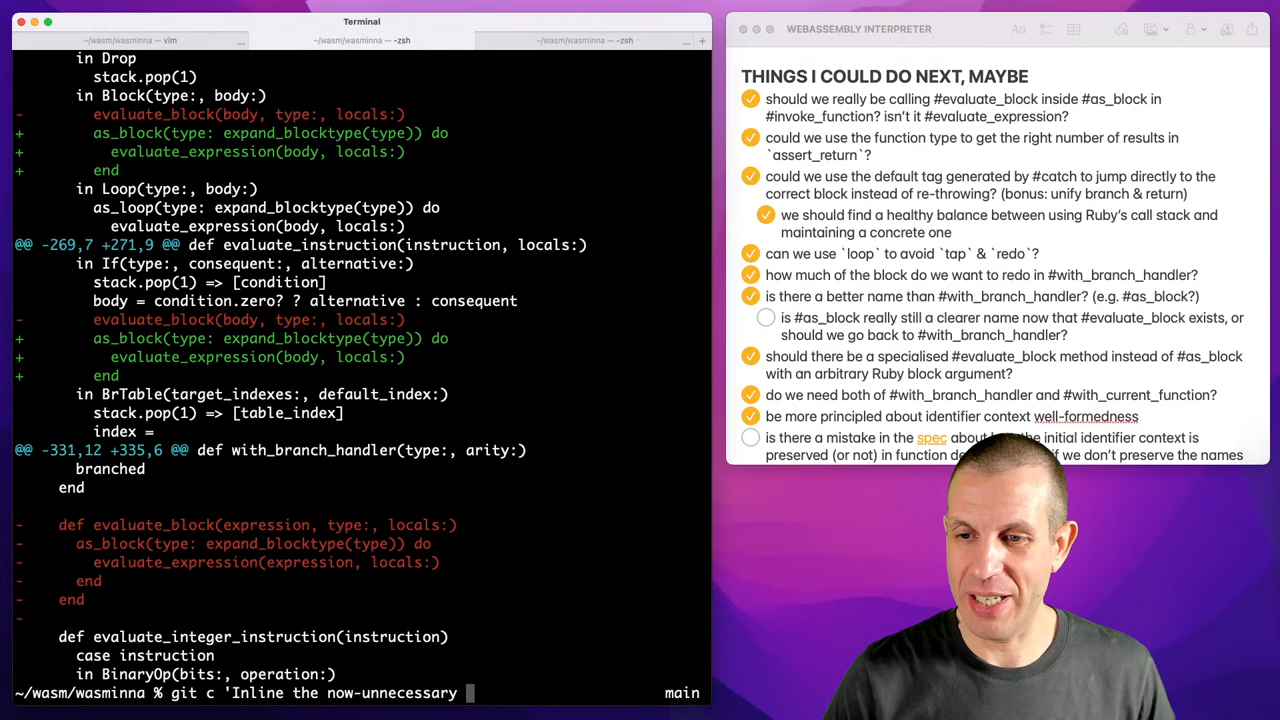 Terminal
~/wasm/wasminna — vim
...
~/wasm/wasminna — -zsh
~/wasm/wasminna — -zsh
...
+
in Drop
stack.pop(1)
in Block(type:, body:)
- evaluate_block(body, type:, locals:)
+ as_block(type: expand_blocktype(type)) do
+ evaluate_expression(body, locals:)
+ end
in Loop(type:, body:)
as_loop(type: expand_blocktype(type)) do
evaluate_expression(body, locals:)
@@ -269,7 +271,9 @@ def evaluate_instruction(instruction, locals:)
in If(type:, consequent:, alternative:)
stack.pop(1) => [condition]
body = condition.zero? ? alternative : consequent
- evaluate_block(body, type:, locals:)
+ as_block(type: expand_blocktype(type)) do
+ evaluate_expression(body, locals:)
+ end
in BrTable(target_indexes:, default_index:)
stack.pop(1) => [table_index]
index =
@@ -331,12 +335,6 @@ def with_branch_handler(type:, arity:)
branched
end
- def evaluate_block(expression, type:, locals:)
- as_block(type: expand_blocktype(type)) do
- evaluate_expression(expression, locals:)
- end
- end
-
def evaluate_integer_instruction(instruction)
case instruction
in BinaryOp(bits:, operation:)
~/wasm/wasminna % git c 'Inline the now-unnecessary
main
WEBASSEMBLY INTERPRETER
Aa
THINGS I COULD DO NEXT, MAYBE
should we really be calling #evaluate_block inside #as_block in
#invoke_function? isn't it #evaluate_expression?
could we use the function type to get the right number of results in
`assert_return`?
could we use the default tag generated by #catch to jump directly to the
correct block instead of re-throwing? (bonus: unify branch & return)
we should find a healthy balance between using Ruby's call stack and
maintaining a concrete one
can we use `loop` to avoid `tap` & `redo`?
how much of the block do we want to redo in #with_branch_handler?
is there a better name than #with_branch_handler? (e.g. #as_block?)
is #as_block really still a clearer name now that #evaluate_block exists, or
should we go back to #with_branch_handler?
should there be a specialised #evaluate_block method instead of #as_block
with an arbitrary Ruby block argument?
do we need both of #with_branch_handler and #with_current_function?
be more principled about identifier context well-formedness
is there a mistake in the spec about the initial identifier context is
preserved (or not) in function if we don't preserve the names